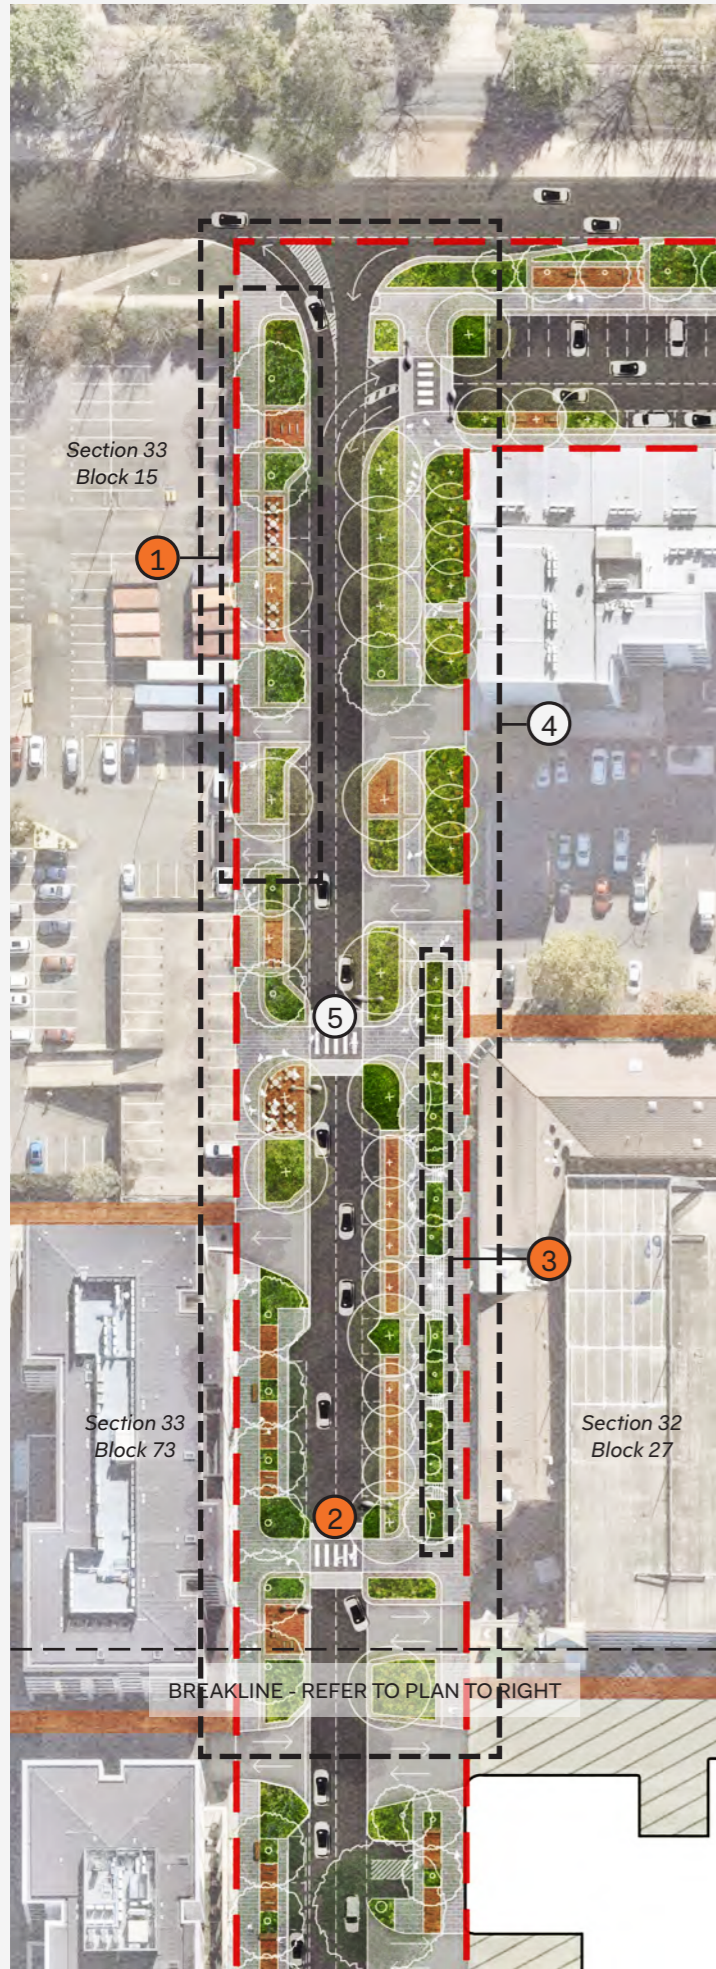 Section 33
Block 15
1
4
5
3
Section 33
Block 73
Section 32
Block 27
2
BREAKLINE - REFER TO PLAN TO RIGHT